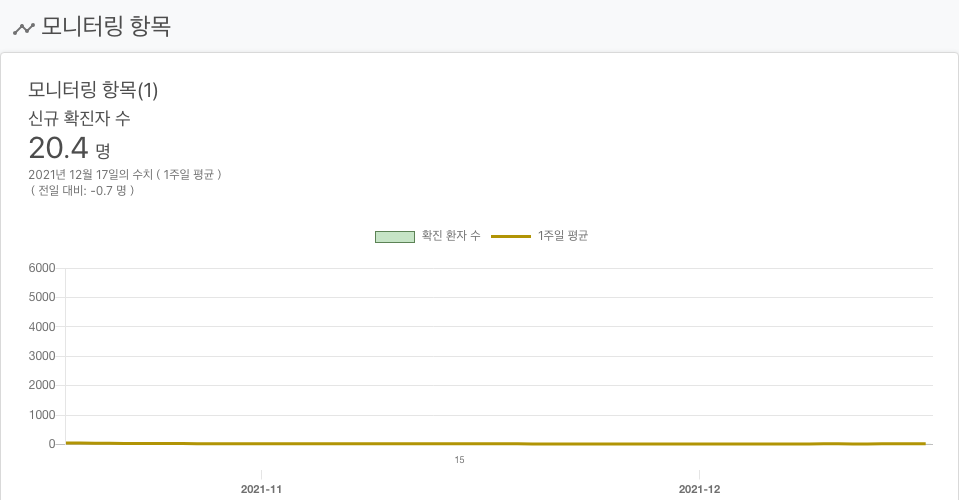 모니터링 항목
모니터링 항목(1)
신규 확진자 수
20.4 명
2021년 12월 17일의 수치 ( 1주일 평균 )
( 전일 대비: -0.7 명 )
확진 환자 수 1주일 평균
6000
5000
4000
3000
2000
1000
0
15
2021-11 2021-12